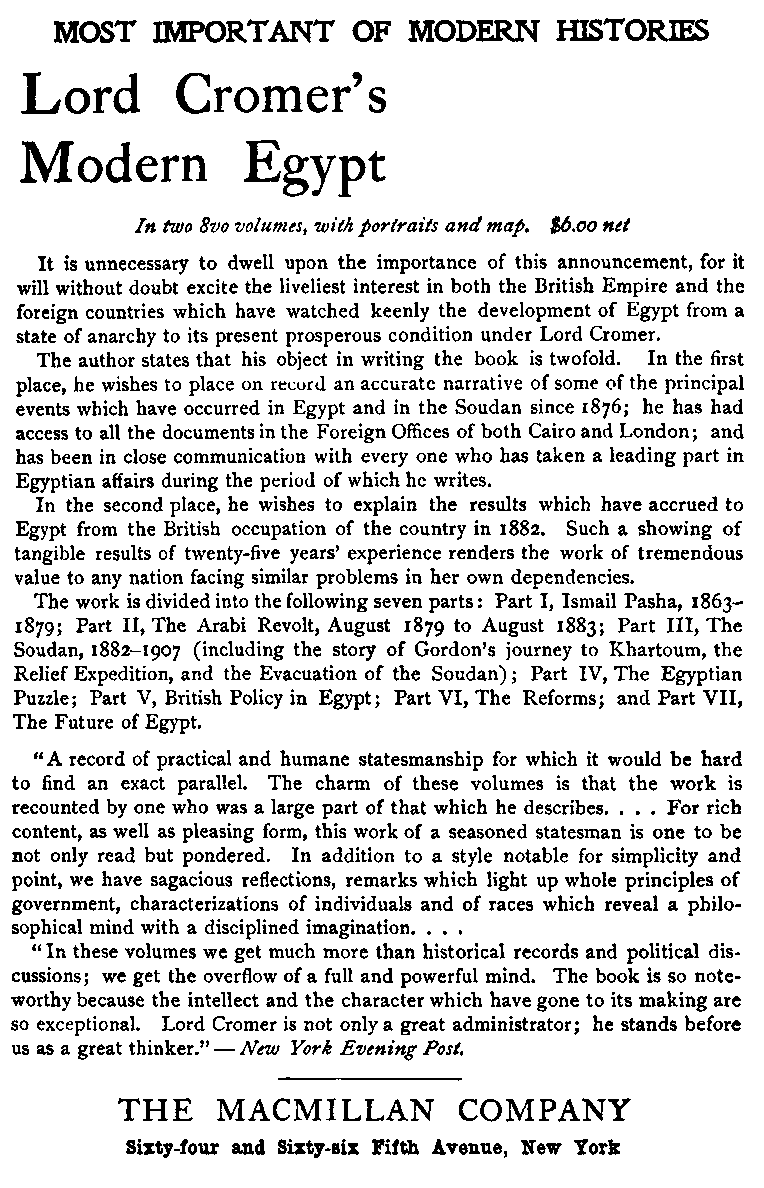 MOST IMPORTANT OF MODERN HISTORIES
Lord Cromer's
Modern Egypt
In two 8vo volumes, with portraits and map. $6.00 net
It is unnecessary to dwell upon the importance of this announcement, for it
will without doubt excite the liveliest interest in both the British Empire and the
foreign countries which have watched keenly the development of Egypt from a
state of anarchy to its present prosperous condition under Lord Cromer.
The author states that his object in writing the book is twofold. In the first
place, he wishes to place on record an accurate narrative of some of the principal
events which have occurred in Egypt and in the Soudan since 1876; he has had
access to all the documents in the Foreign Offices of both Cairo and London; and
has been in close communication with every one who has taken a leading part in
Egyptian affairs during the period of which he writes.
In the second place, he wishes to explain the results which have accrued to
Egypt from the British occupation of the country in 1882. Such a showing of
tangible results of twenty-five years' experience renders the work of tremendous
value to any nation facing similar problems in her own dependencies.
The work is divided into the following seven parts: Part I, Ismail Pasha, 1863–
1879; Part II, The Arabi Revolt, August 1879 to August 1883; Part III, The
Soudan, 1882–1907 (including the story of Gordon's journey to Khartoum, the
Relief Expedition, and the Evacuation of the Soudan); Part IV, The Egyptian
Puzzle; Part V, British Policy in Egypt; Part VI, The Reforms; and Part VII,
The Future of Egypt.
"A record of practical and humane statesmanship for which it would be hard
to find an exact parallel. The charm of these volumes is that the work is
recounted by one who was a large part of that which he describes. . . . For rich
content, as well as pleasing form, this work of a seasoned statesman is one to be
not only read but pondered. In addition to a style notable for simplicity and
point, we have sagacious reflections, remarks which light up whole principles of
government, characterizations of individuals and of races which reveal a philo-
sophical mind with a disciplined imagination. . . .
"In these volumes we get much more than historical records and political dis-
cussions; we get the overflow of a full and powerful mind. The book is so note-
worthy because the intellect and the character which have gone to its making are
so exceptional. Lord Cromer is not only a great administrator; he stands before
us as a great thinker."—New York Evening Post.
THE MACMILLAN COMPANY
Sixty-four and Sixty-six Fifth Avenue, New York